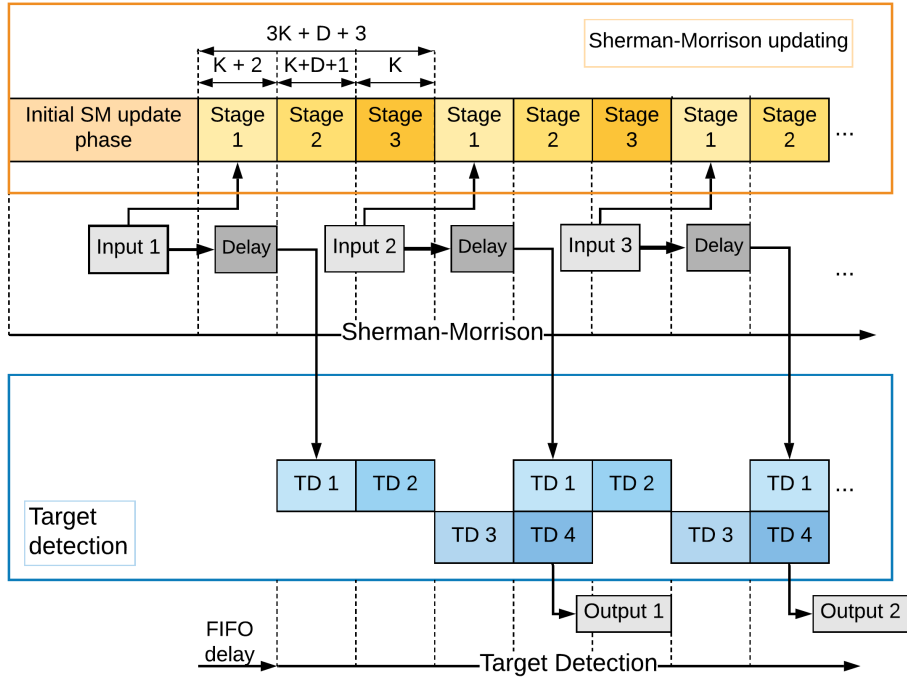 3K + D + 3
Sherman-Morrison updating
K + 2
K+D+1
K
Initial SM update
phase
Stage
1
Stage
2
Stage
3
Stage
1
Stage
2
Stage
3
Stage
1
Stage
2
...
Input 1
Delay
Input 2
Delay
Input 3
Delay
...
Sherman-Morrison
TD 1
TD 2
TD 1
TD 2
TD 1
...
Target
detection
TD 3
TD 4
TD 3
TD 4
Output 1
Output 2
FIFO
delay
Target Detection